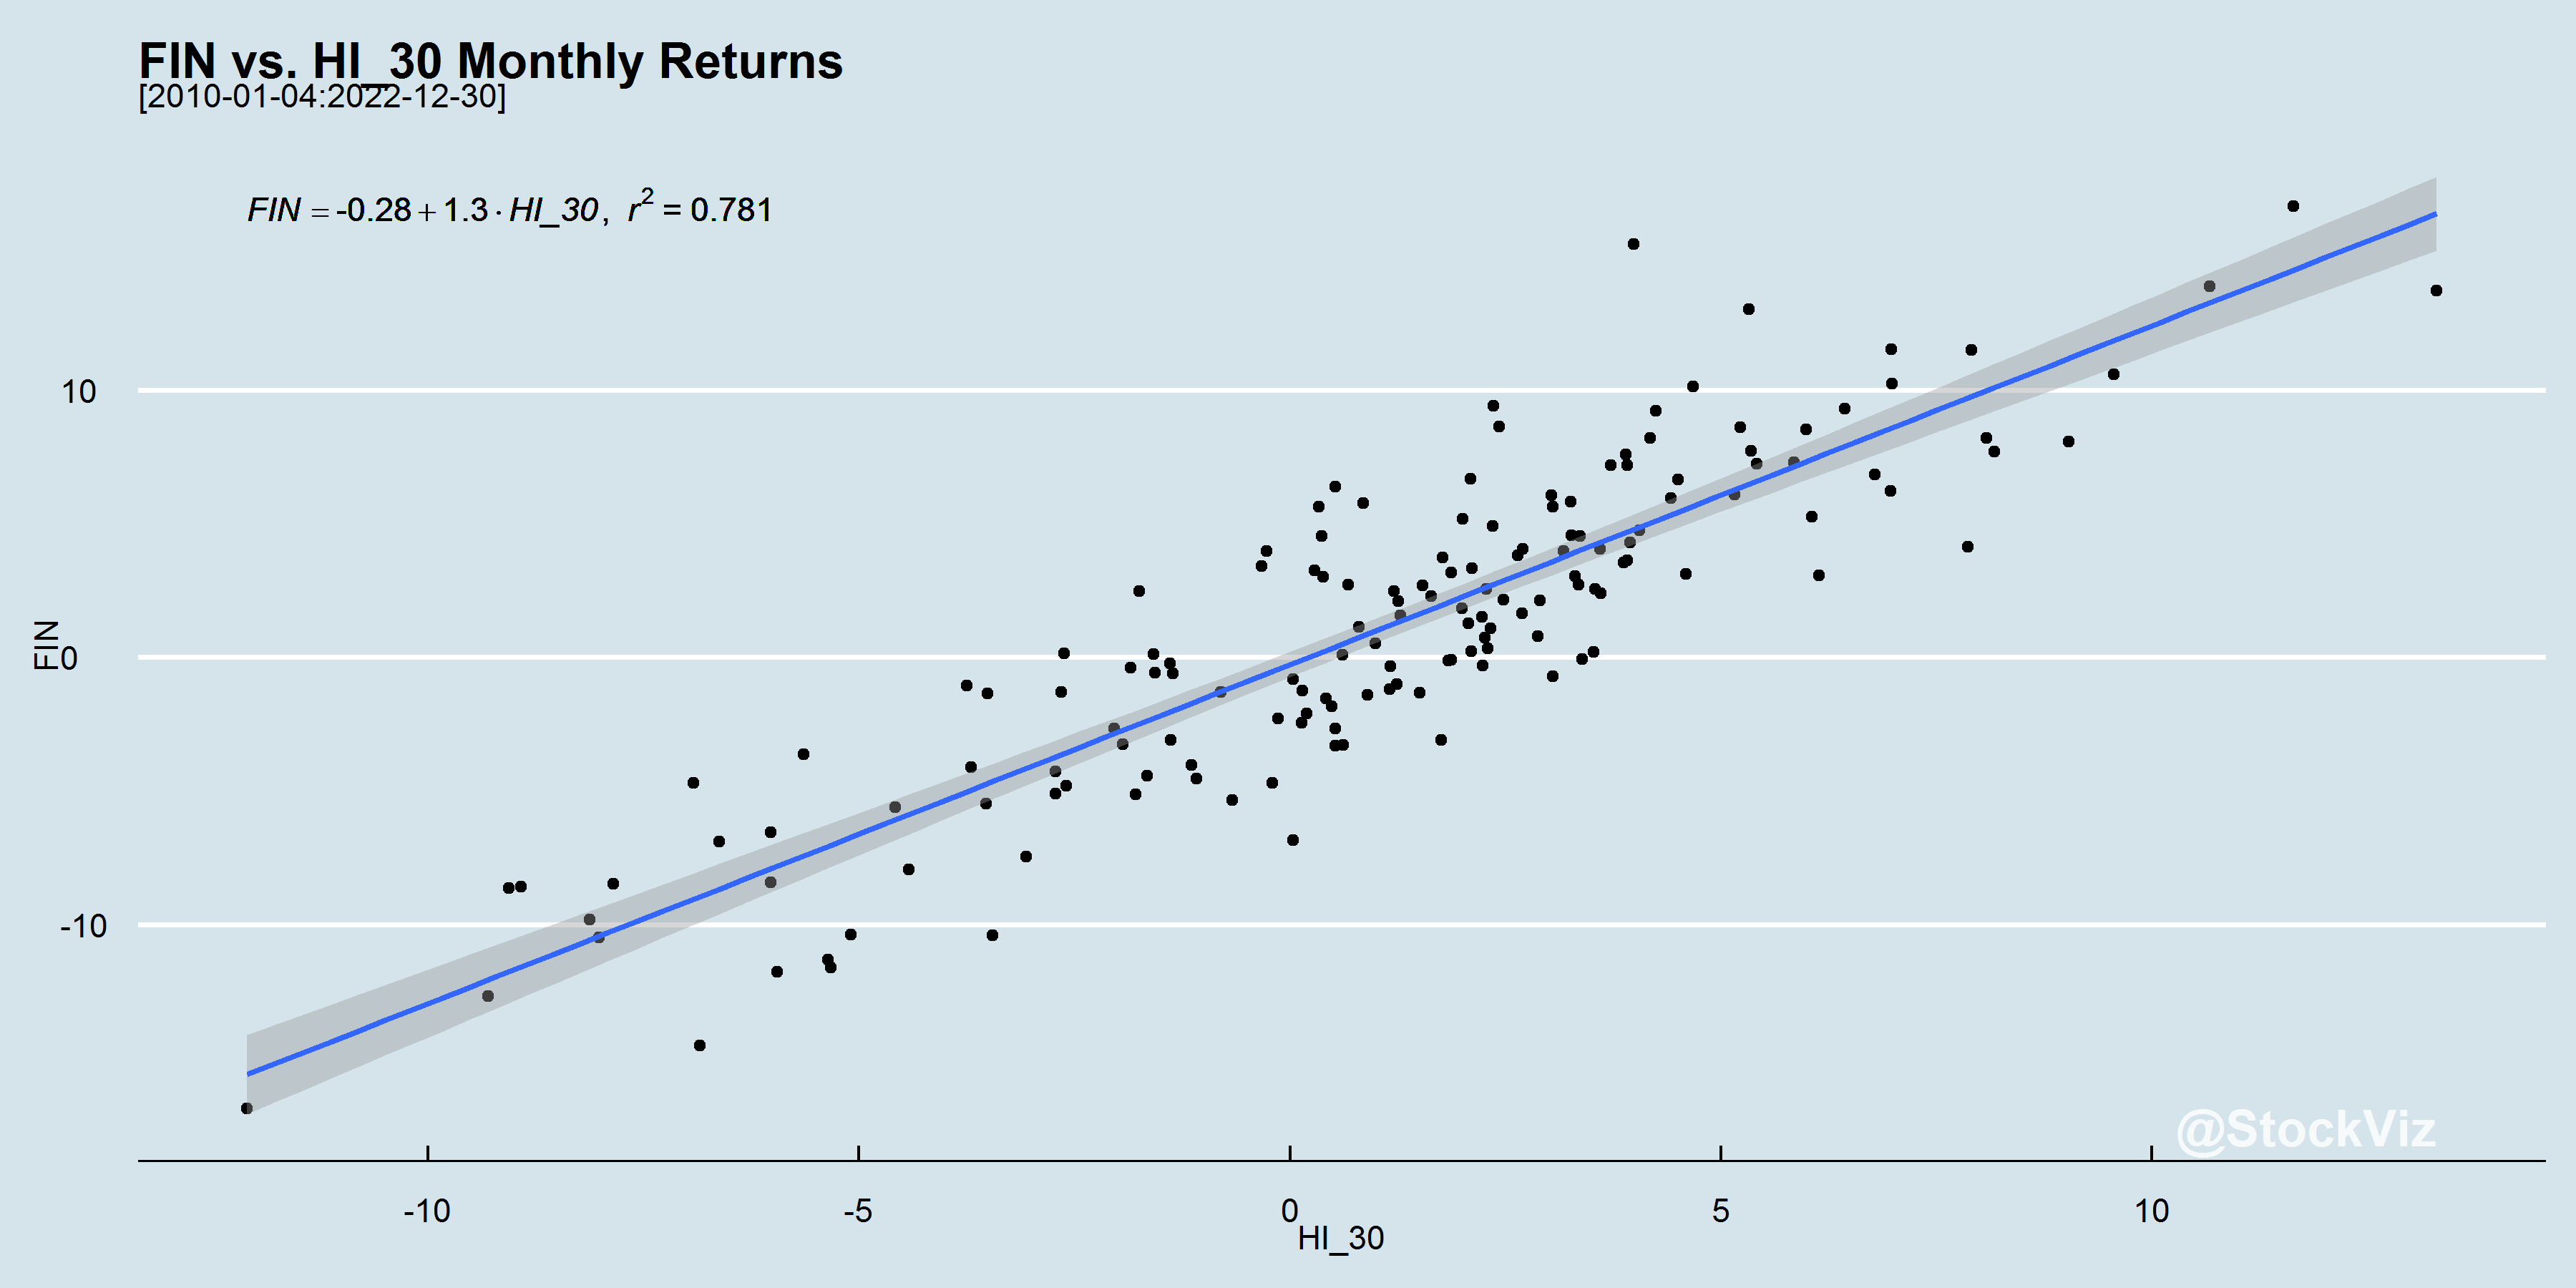 FIN vs. HI_30 Monthly Returns
[2010-01-04:2022-12-30]
FIN = -0.28 + 1.3 · HI_30, r² = 0.781
10
0
-10
FIN
@StockViz
-10 -5 0 5 10
HI_30